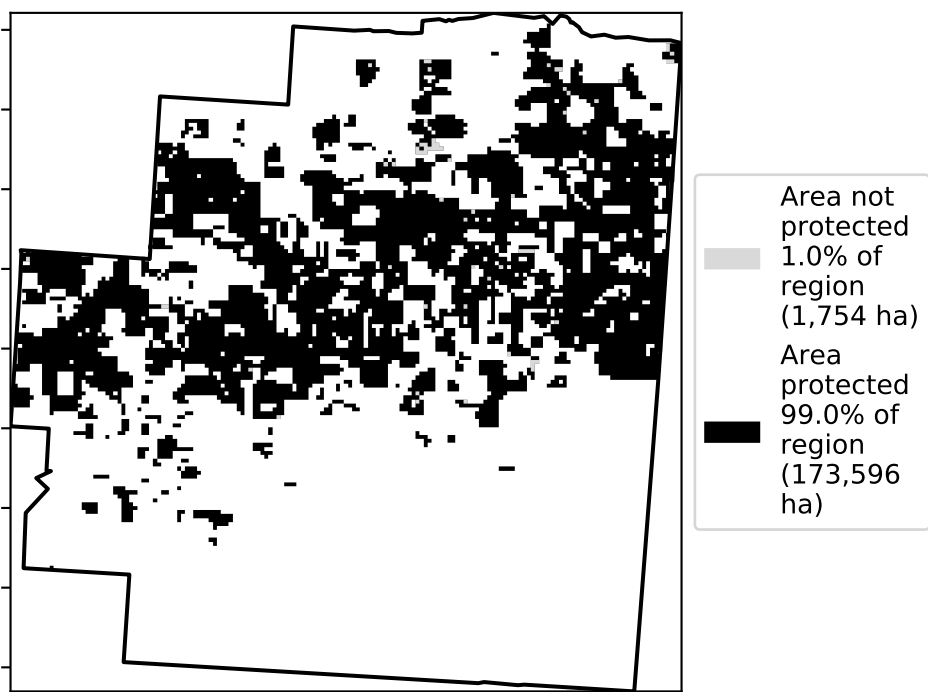 Area not
protected
1.0% of
region
(1,754 ha)
Area
protected
99.0% of
region
(173,596
ha)